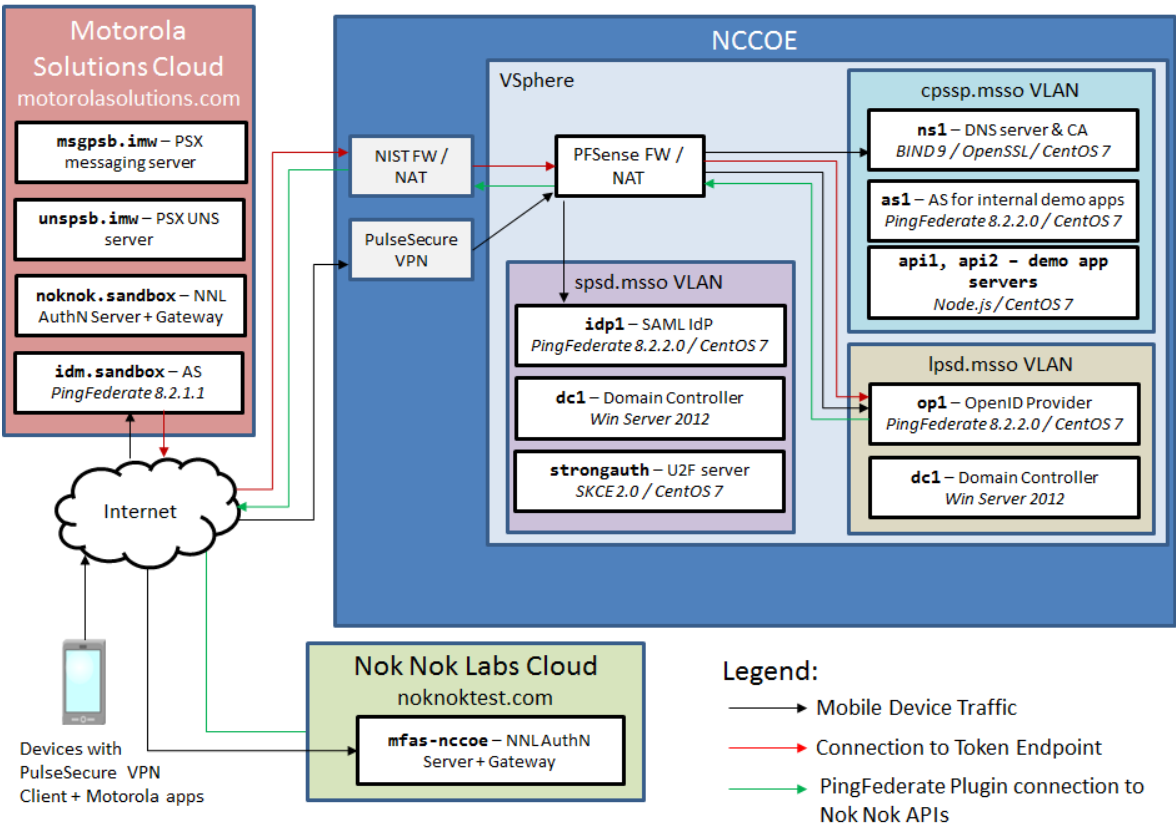 Motorola
Solutions Cloud
motorolasolutions.com
msgpsb.imw – PSX
messaging server
unspsb.imw – PSX UNS
server
noknok.sandbox – NNL
AuthN Server + Gateway
idm.sandbox – AS
PingFederate 8.2.1.1
Internet
Devices with
PulseSecure VPN
Client + Motorola apps
NCCOE
NIST FW /
NAT
PulseSecure
VPN
VSphere
PFSense FW /
NAT
spsd.msso VLAN
idp1 – SAML IdP
PingFederate 8.2.2.0 / CentOS 7
dc1 – Domain Controller
Win Server 2012
strongauth – U2F server
SKCE 2.0 / CentOS 7
cpssp.msso VLAN
ns1 – DNS server & CA
BIND 9 / OpenSSL / CentOS 7
as1 – AS for internal demo apps
PingFederate 8.2.2.0 / CentOS 7
api1, api2 – demo app
servers
Node.js / CentOS 7
lpsd.msso VLAN
op1 – OpenID Provider
PingFederate 8.2.2.0 / CentOS 7
dc1 – Domain Controller
Win Server 2012
Nok Nok Labs Cloud
noknoktest.com
mfas-nccoe – NNL AuthN
Server + Gateway
Legend:
Mobile Device Traffic
Connection to Token Endpoint
PingFederate Plugin connection to
Nok Nok APIs